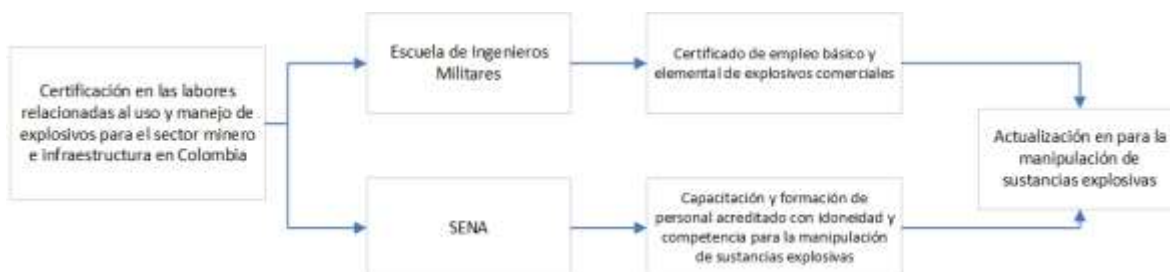 Certificación en las labores
relacionadas al uso y manejo de
explosivos para el sector minero
e infraestructura en Colombia
Escuela de Ingenieros
Militares
Certificado de empleo básico y
elemental de explosivos comerciales
SENA
Capacitación y formación de
personal acreditado con idoneidad y
competencia para la manipulación
de sustancias explosivas
Actualización en para la
manipulación de
sustancias explosivas